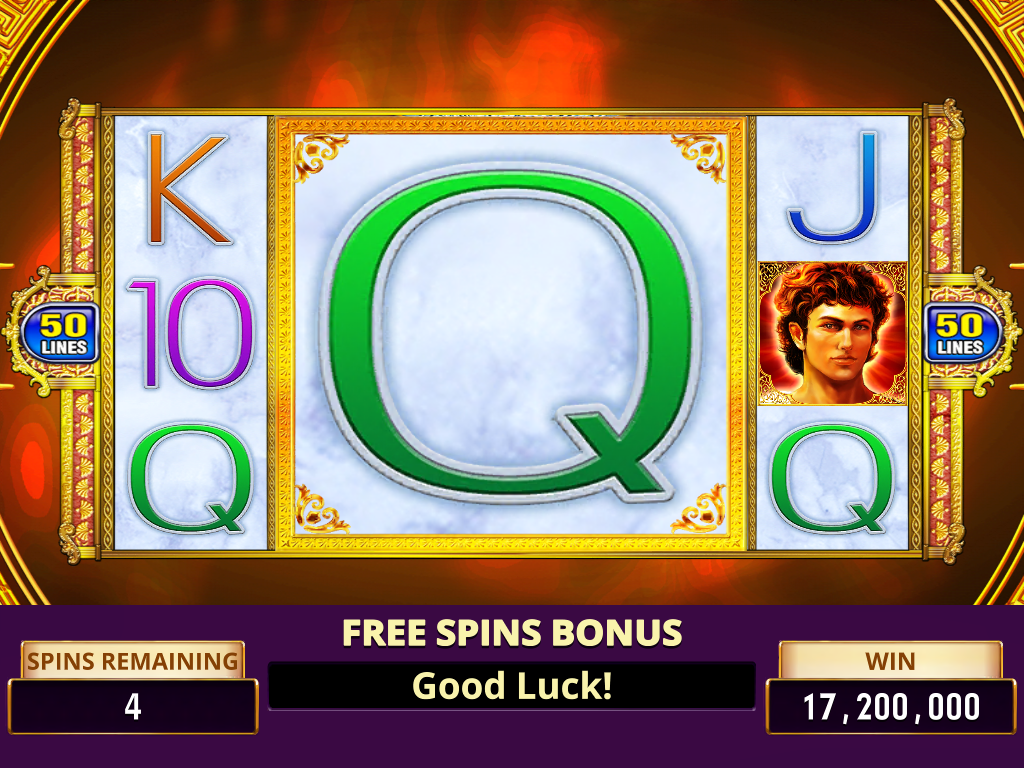 K
10
Q
Q
J
Q
50
LINES
50
LINES
FREE SPINS BONUS
SPINS REMAINING
4
Good Luck!
WIN
17,200,000